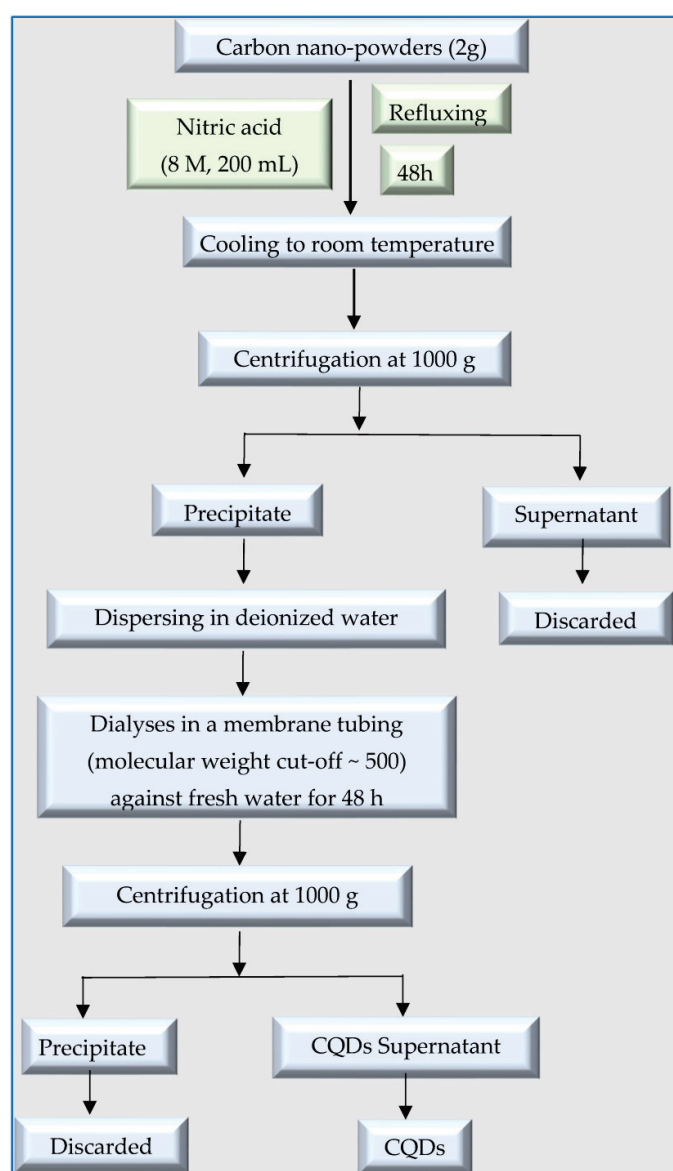 Carbon nano-powders (2g)
Nitric acid
(8 M, 200 mL)
Refluxing
48h
Cooling to room temperature
Centrifugation at 1000 g
Precipitate
Supernatant
Dispersing in deionized water
Discarded
Dialyses in a membrane tubing
(molecular weight cut-off ~ 500)
against fresh water for 48 h
Centrifugation at 1000 g
Precipitate
CQDs Supernatant
Discarded
CQDs